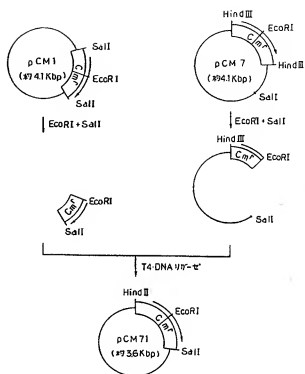 SalI
pCM1
(約4.1Kbp)
Cmʳ
EcoRI
SalI
HindIII
EcoRI
pCM7
(約4.1Kbp)
Cmʳ
HindIII
SalI
EcoRI+SalI
EcoRI+SalI
HindIII
Cmʳ
EcoRI
EcoRI
Cmʳ
SalI
SalI
T4-DNAリガーゼ
HindⅡ
EcoRI
Cmʳ
pCM71
(約3.6Kbp)
SalI